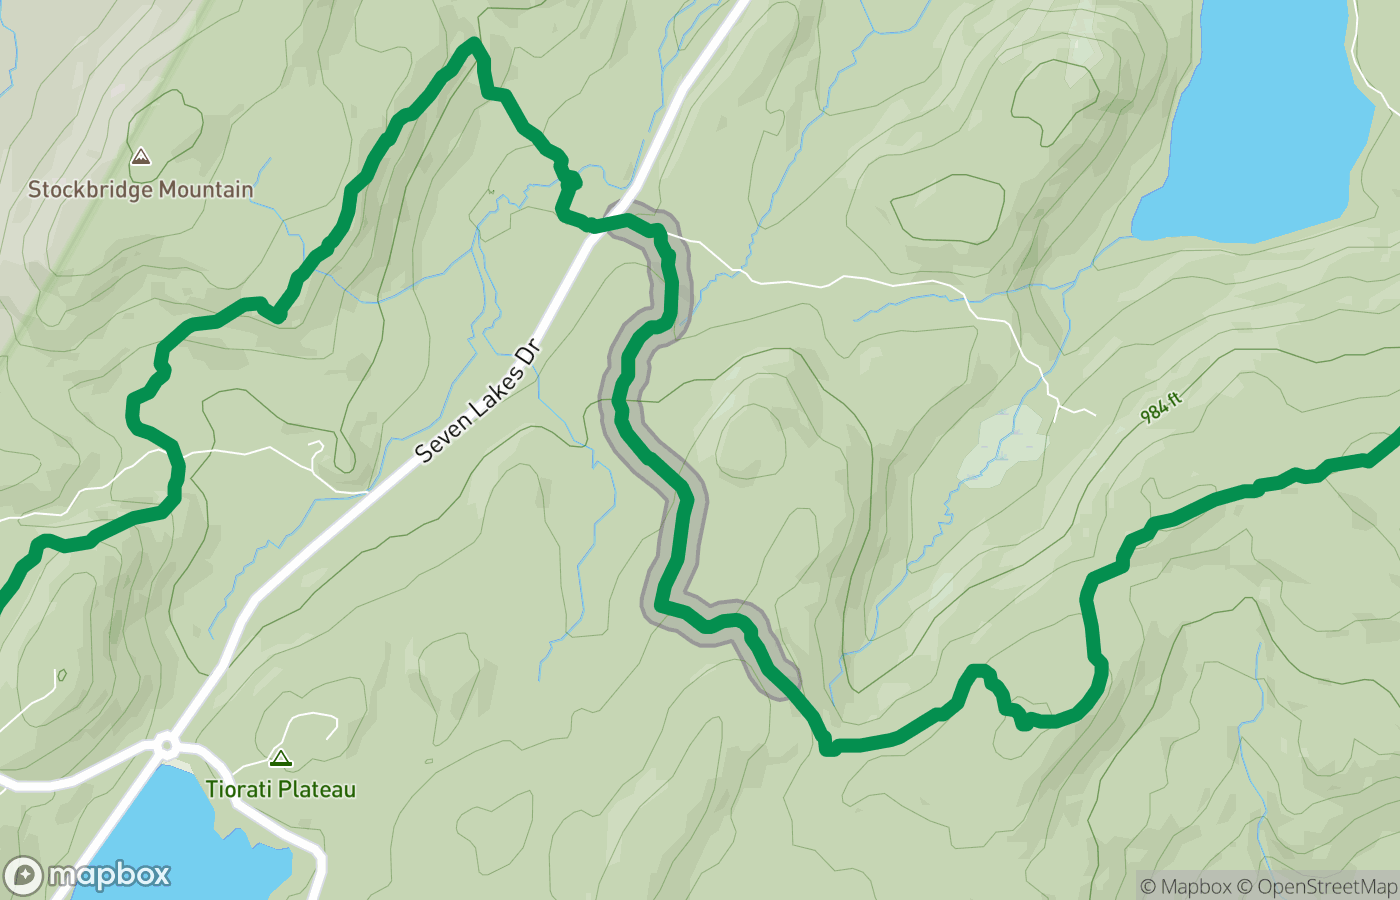 Stockbridge Mountain
Seven Lakes Dr
984 ft
Tiorati Plateau
mapbox
© Mapbox © OpenStreetMap